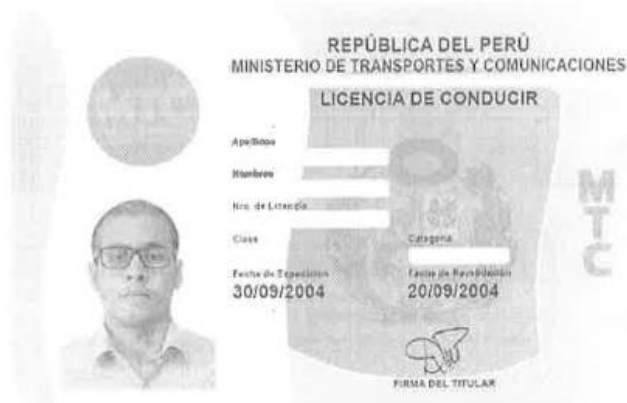 REPÚBLICA DEL PERÚ
MINISTERIO DE TRANSPORTES Y COMUNICACIONES
LICENCIA DE CONDUCIR
Apellidos
Nombres
Nro. de Licencia
Clase Categoria
Fecha de Expedición Fecha de Revalidación
30/09/2004 20/09/2004
MTC
FIRMA DEL TITULAR